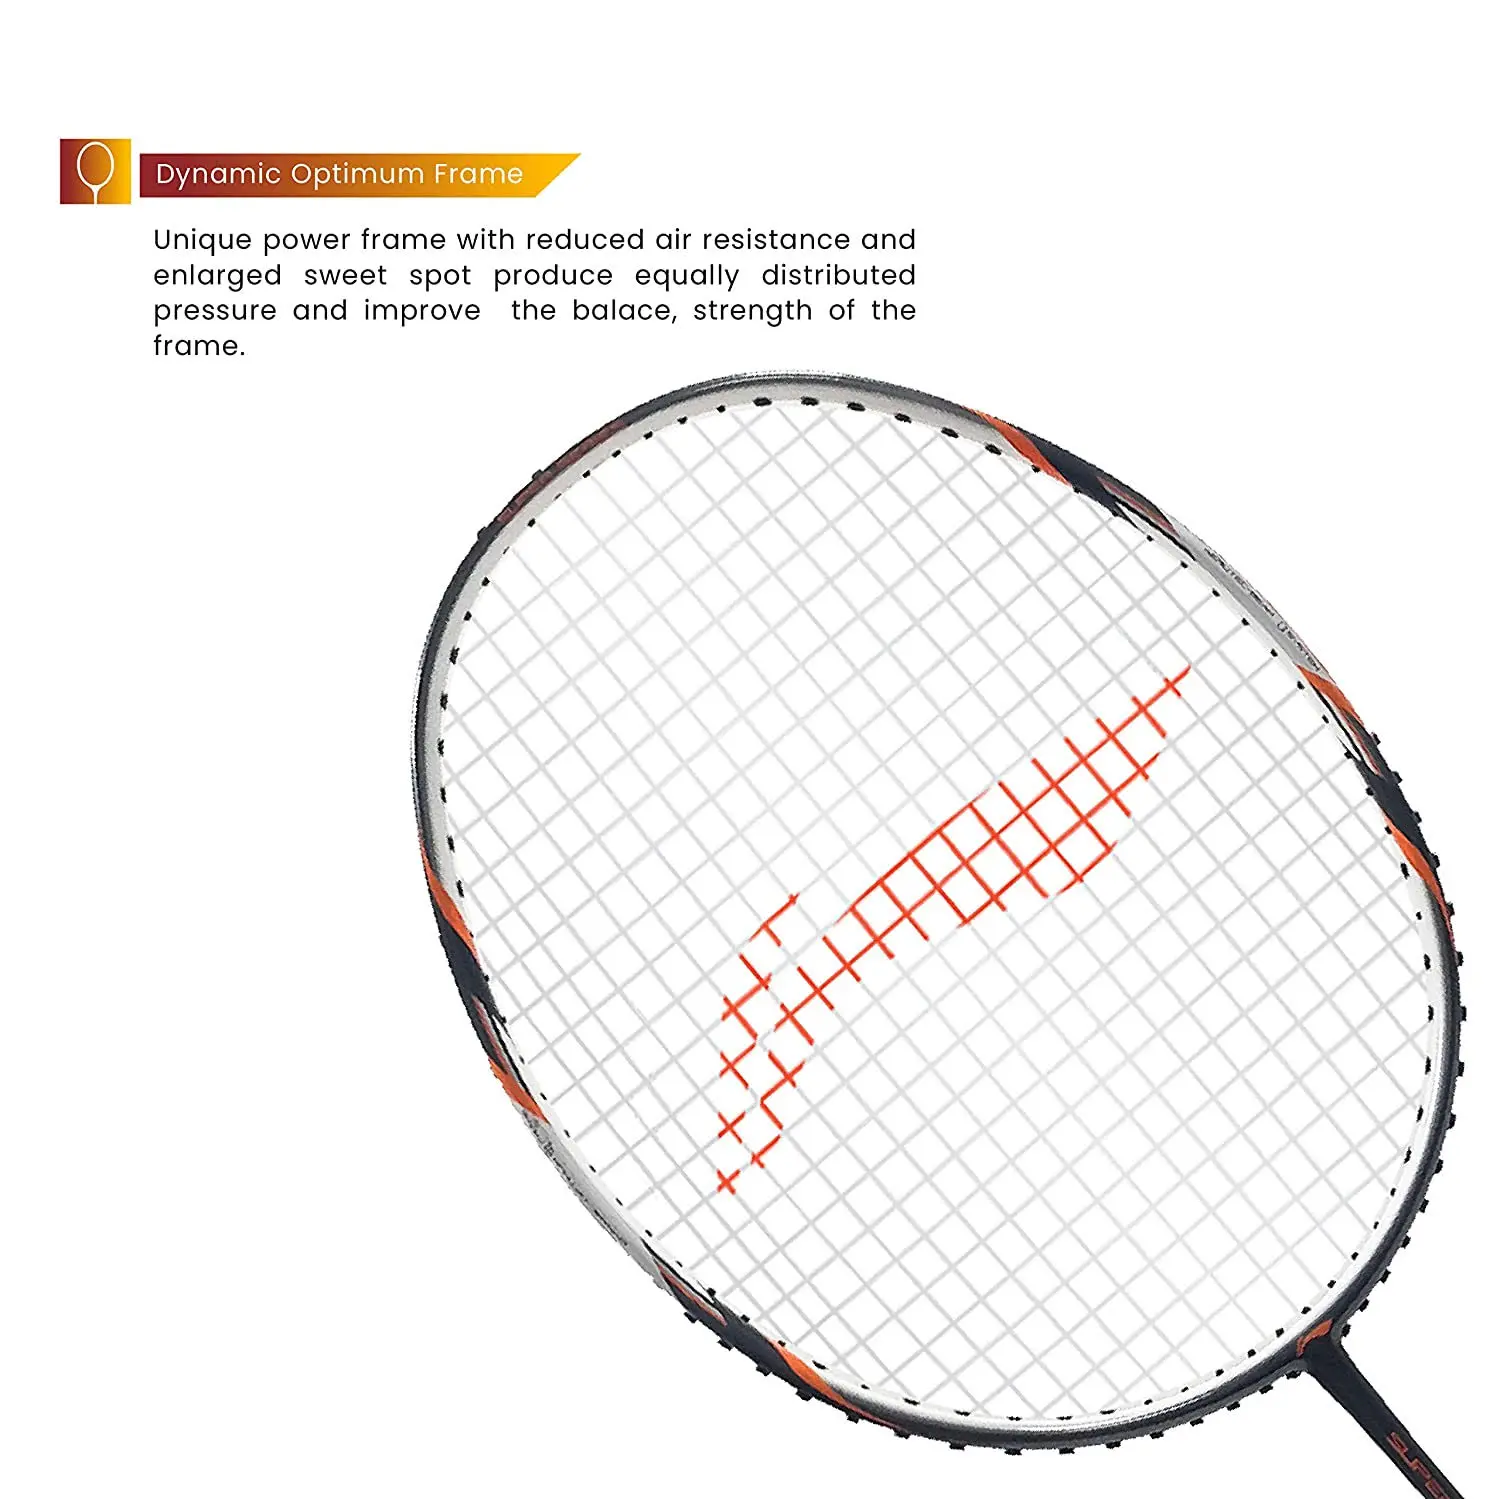 Dynamic Optimum Frame
Unique power frame with reduced air resistance and
enlarged sweet spot produce equally distributed
pressure and improve the balace, strength of the
frame.